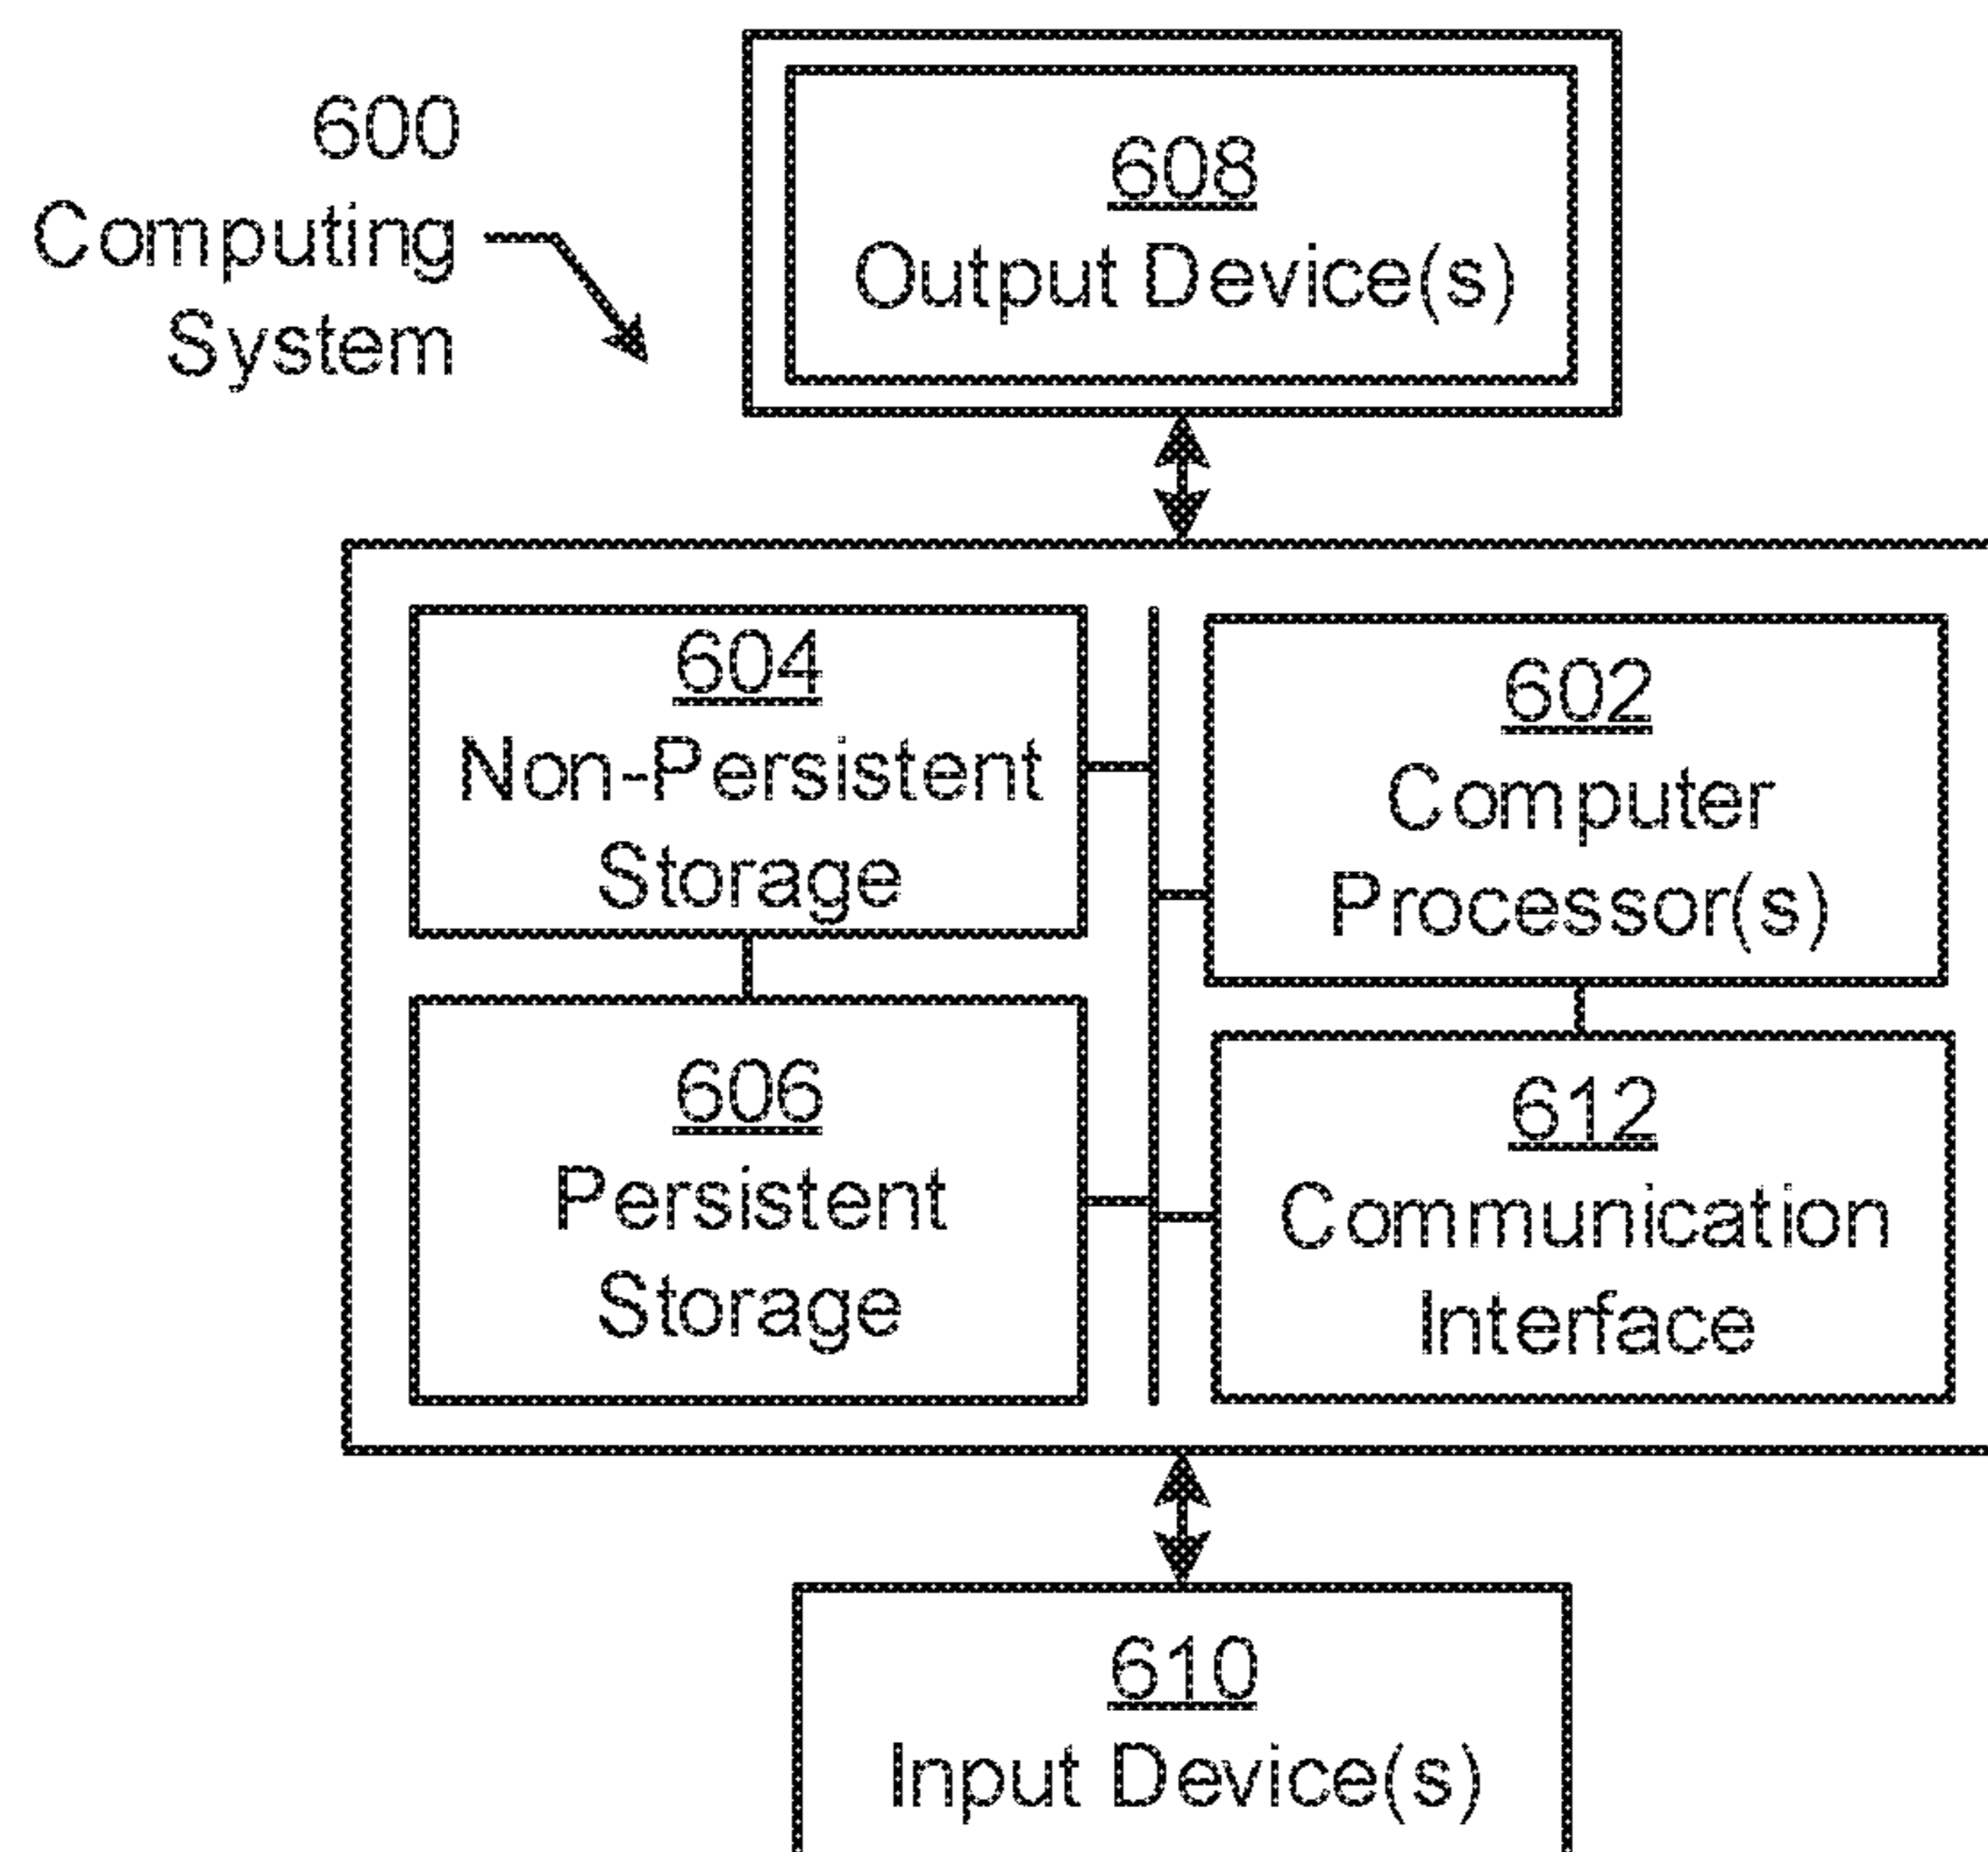 600
Computing
System
608
Output Device(s)
604
Non-Persistent
Storage
602
Computer
Processor(s)
606
Persistent
Storage
612
Communication
Interface
610
Input Device(s)